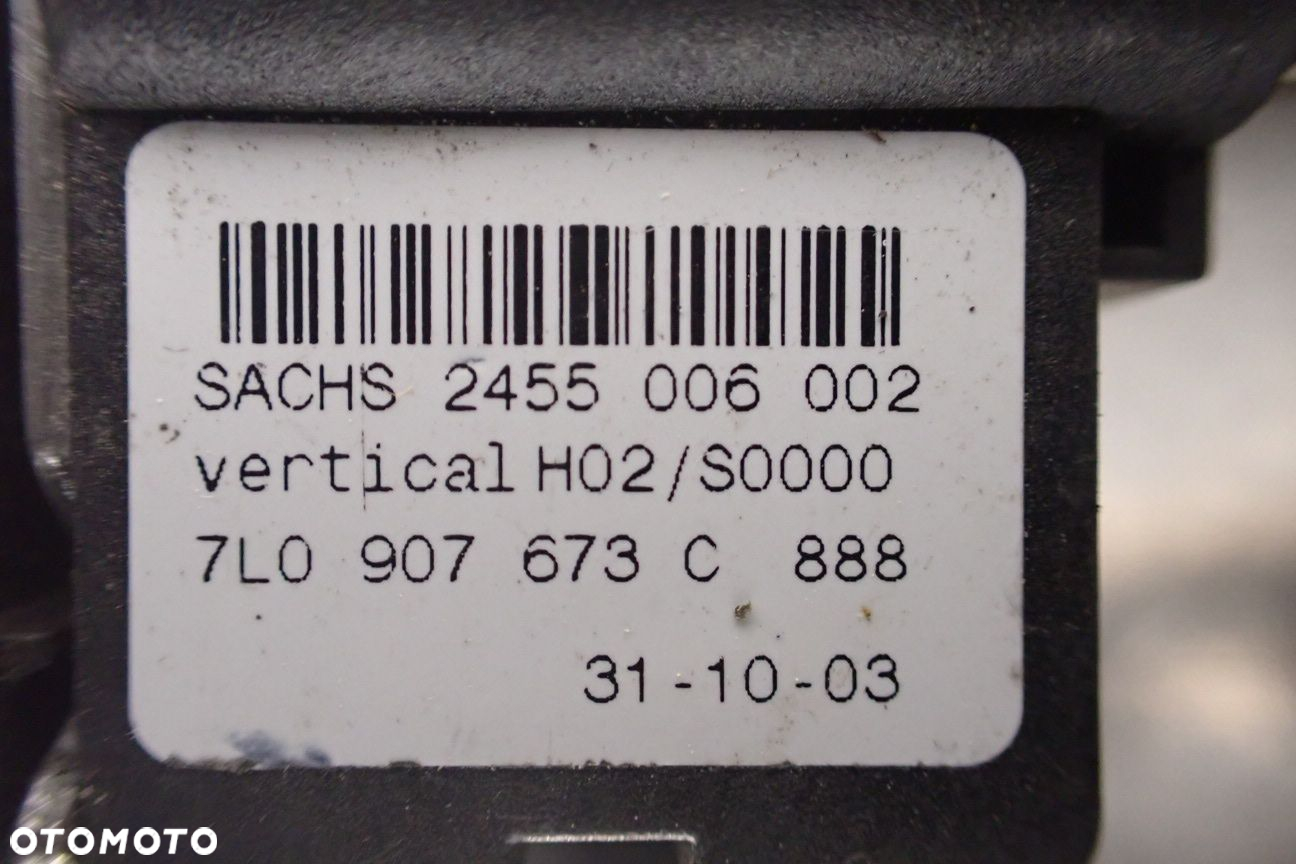 SACHS 2455 006 002
vertical H02/S0000
7L0 907 673 C 888
31-10-03
OTOMOTO